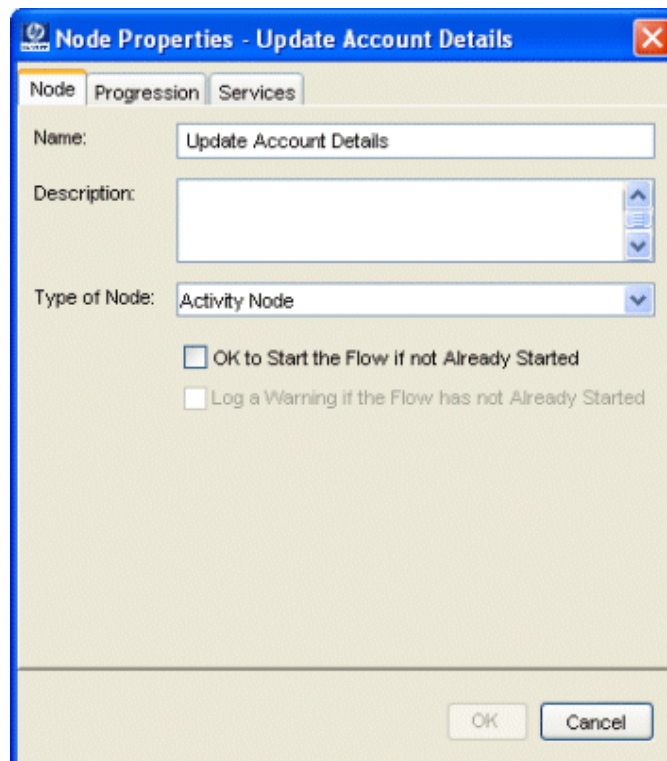 Node Properties - Update Account Details
Node Progression Services
Name: Update Account Details
Description:
Type of Node: Activity Node
OK to Start the Flow if not Already Started
Log a Warning if the Flow has not Already Started
OK Cancel